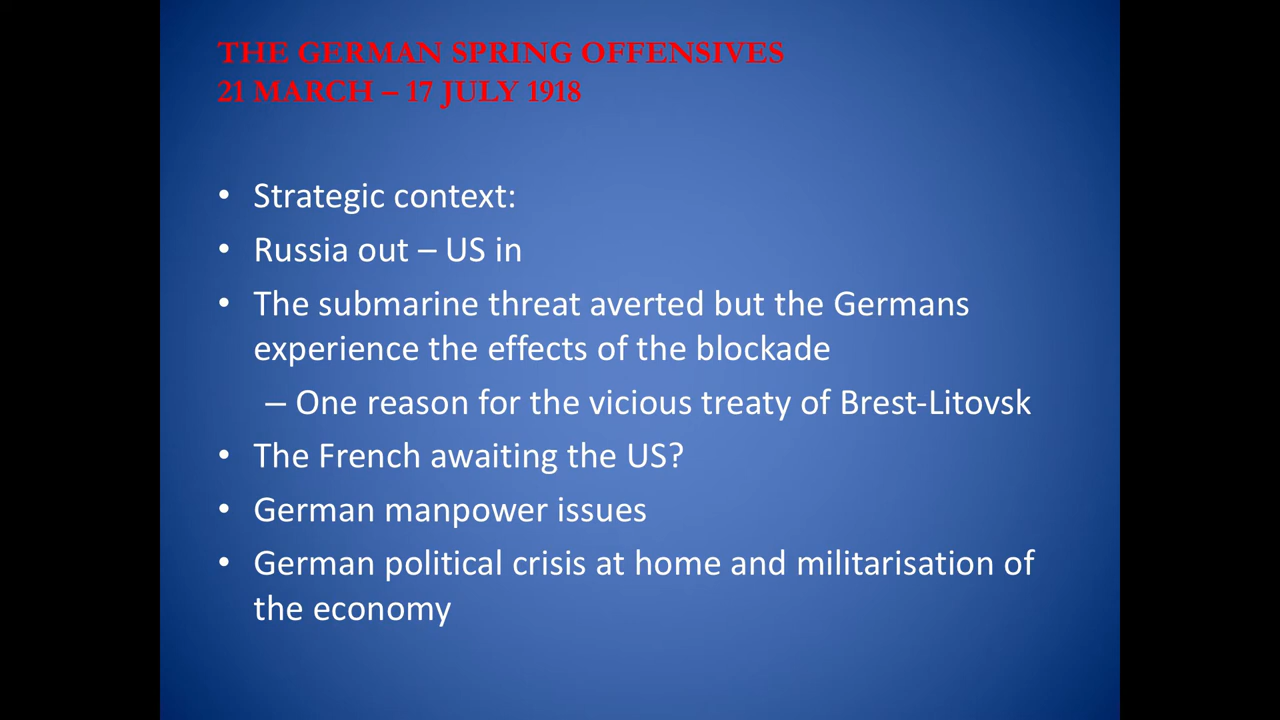 THE GERMAN SPRING OFFENSIVES
21 MARCH – 17 JULY 1918
• Strategic context:
• Russia out – US in
• The submarine threat averted but the Germans
experience the effects of the blockade
– One reason for the vicious treaty of Brest-Litovsk
• The French awaiting the US?
• German manpower issues
• German political crisis at home and militarisation of
the economy